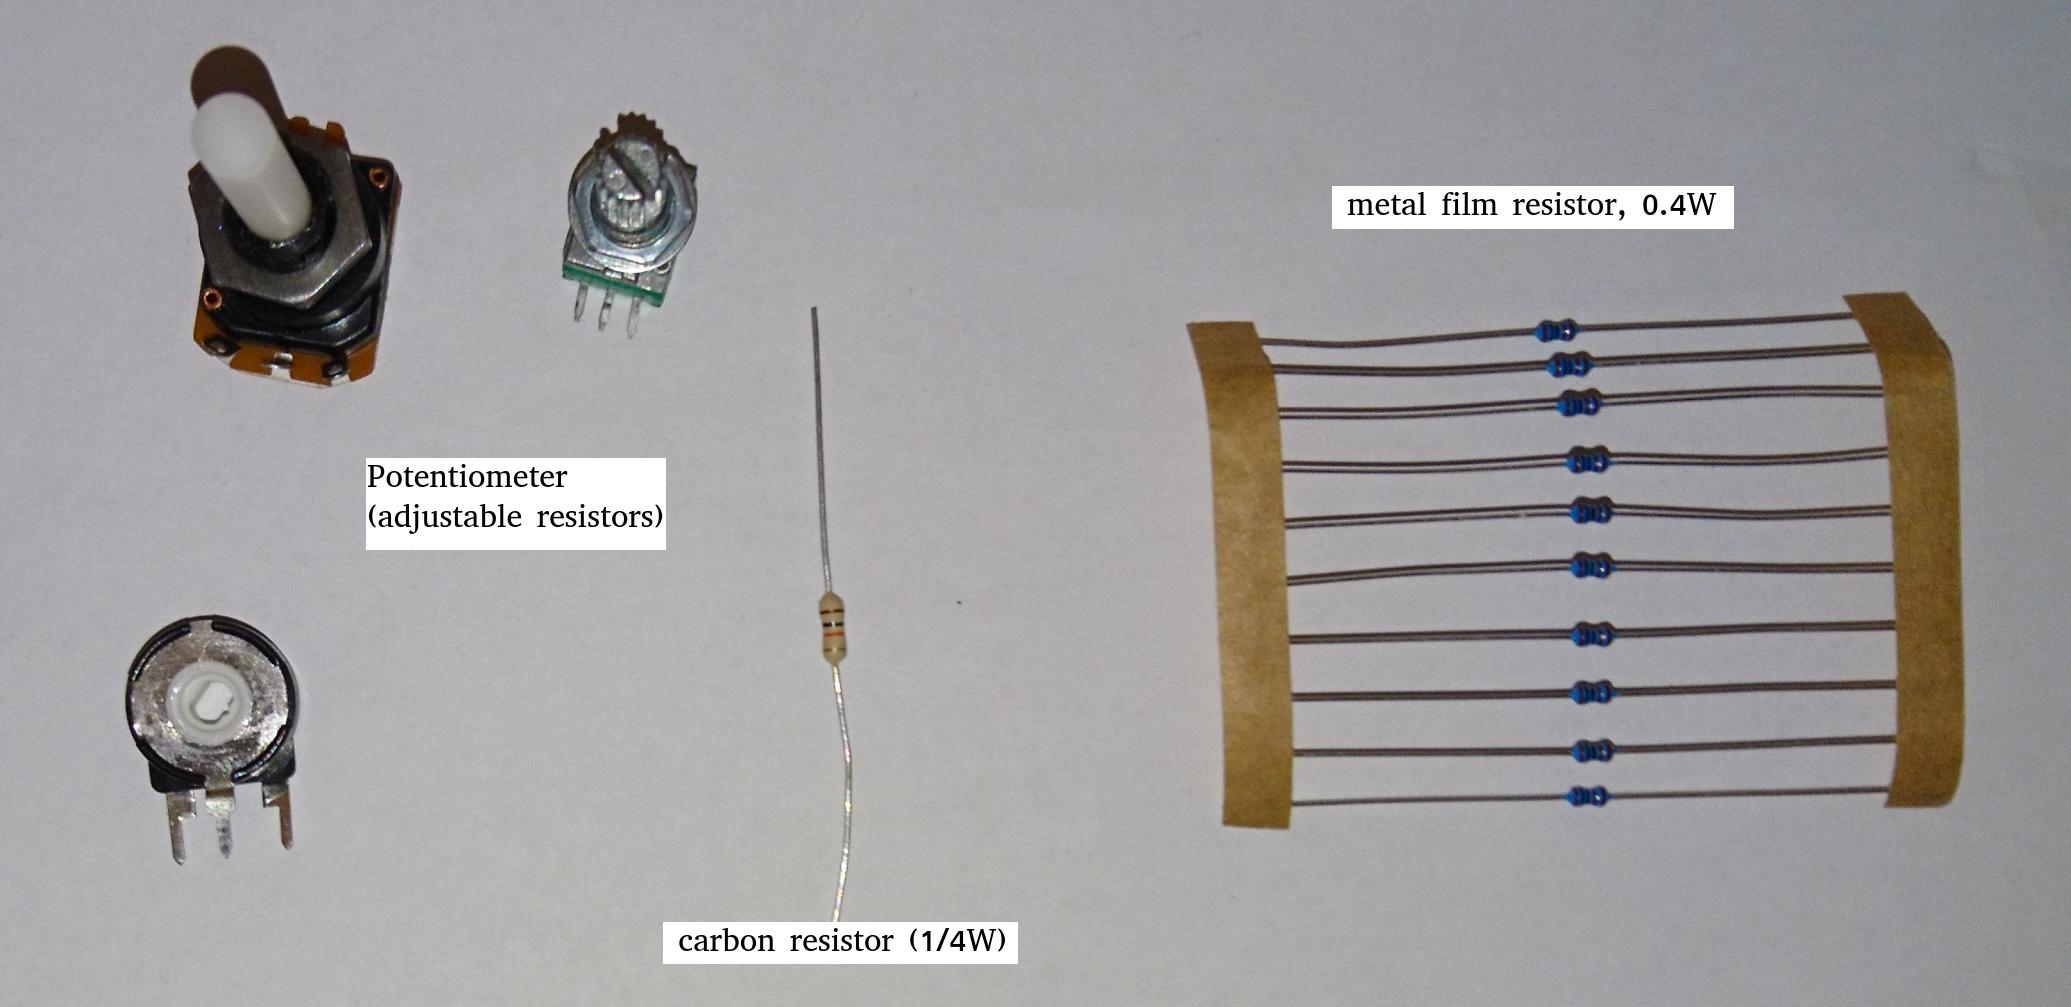 metal film resistor, 0.4W
Potentiometer
(adjustable resistors)
carbon resistor (1/4W)